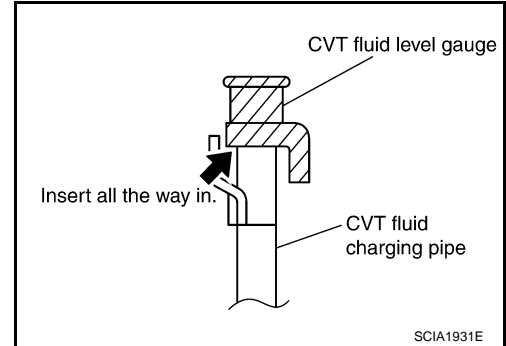 CVT fluid level gauge
Insert all the way in.
CVT fluid
charging pipe
SCIA1931E